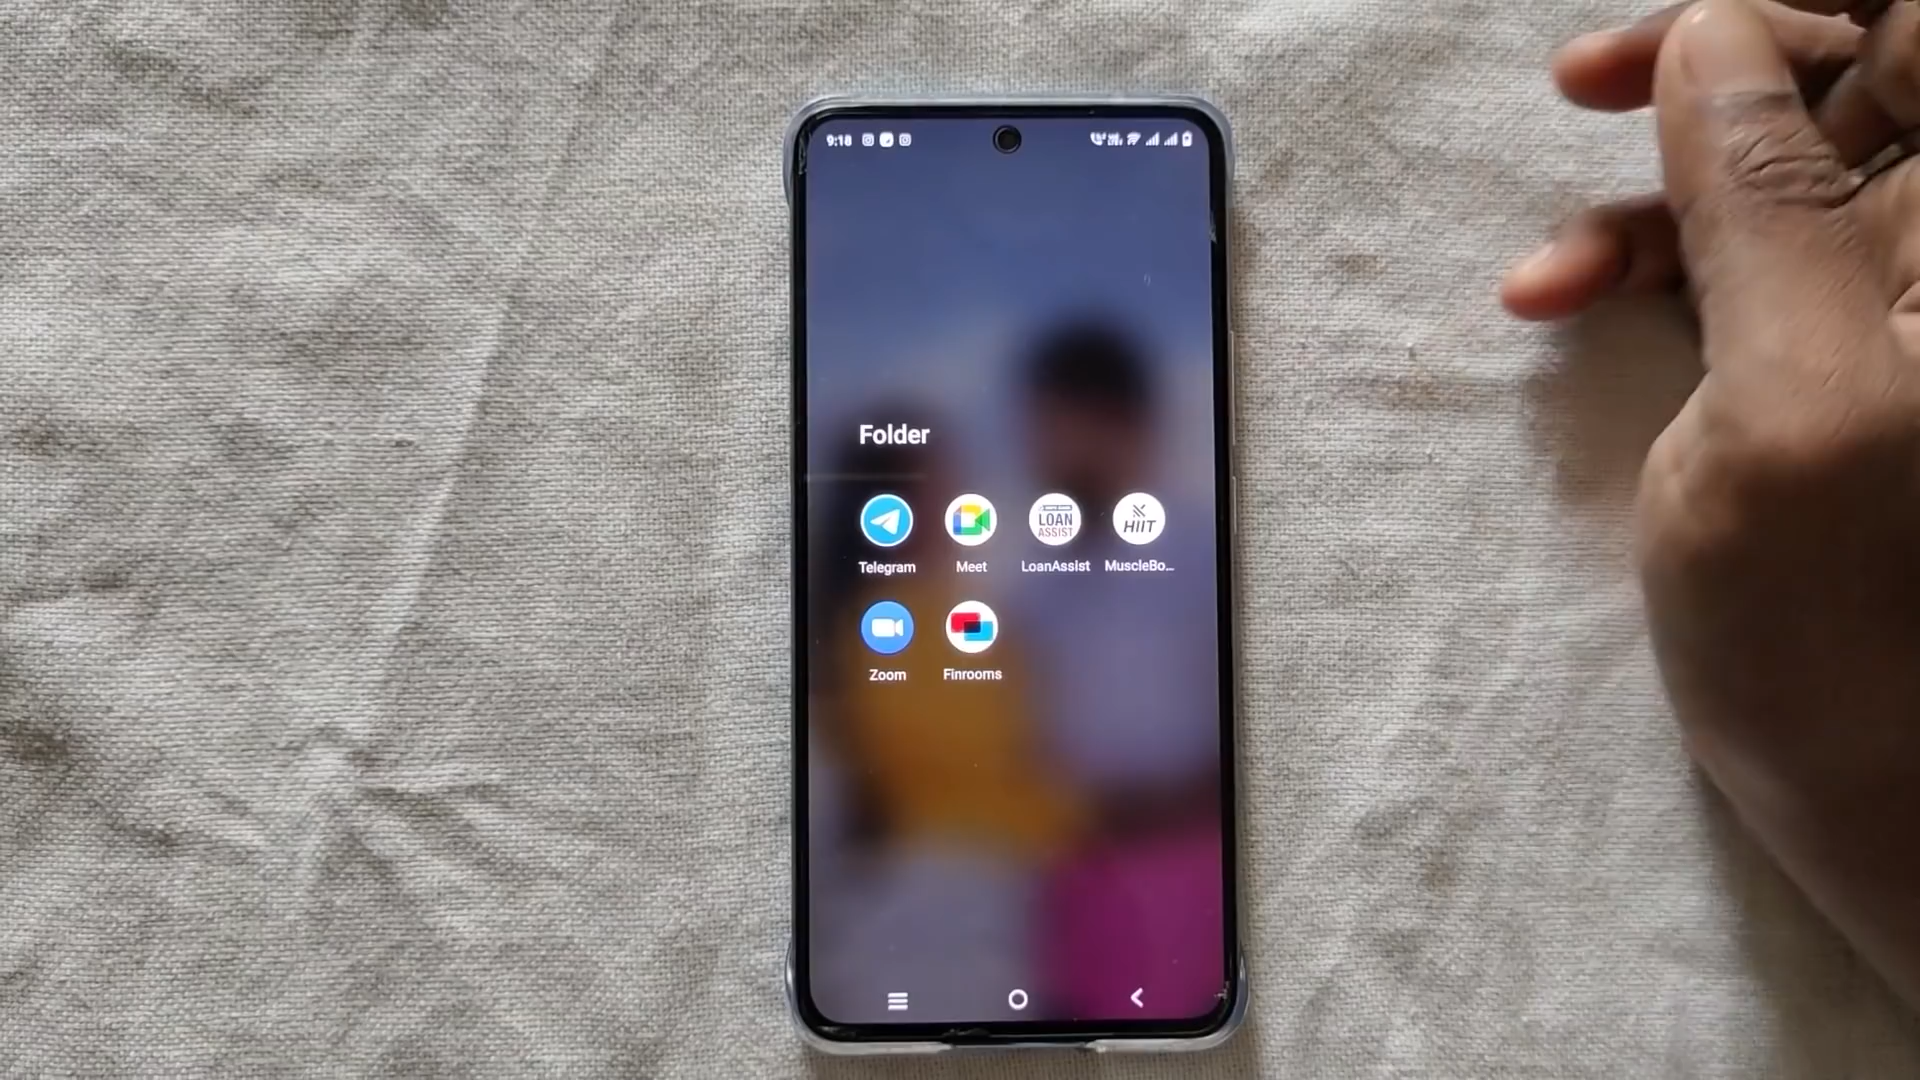 9:18
Folder
LOAN
ASSIST
HIIT
Telegram
Meet
LoanAssist
MuscleBo...
Zoom
Finrooms